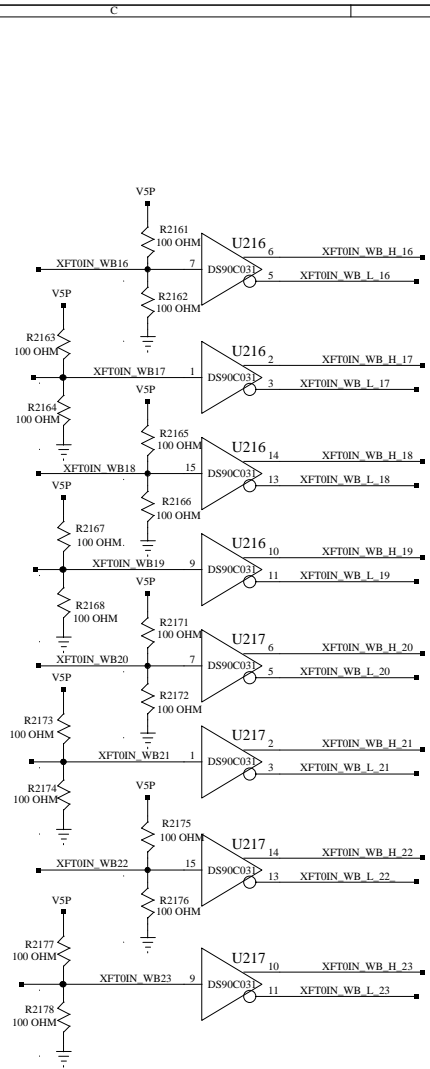 C
V5P
R2161
100 OHM
U216
6 XFT0IN_WB_H_16
XFT0IN_WB16 7 DS90C031
5 XFT0IN_WB_L_16
V5P
R2162
100 OHM
R2163
100 OHM
U216
2 XFT0IN_WB_H_17
XFT0IN_WB17 1 DS90C031
3 XFT0IN_WB_L_17
V5P
R2164
100 OHM
R2165
100 OHM
U216
14 XFT0IN_WB_H_18
XFT0IN_WB18 15 DS90C031
13 XFT0IN_WB_L_18
V5P
R2166
100 OHM
R2167
100 OHM.
U216
10 XFT0IN_WB_H_19
XFT0IN_WB19 9 DS90C031
11 XFT0IN_WB_L_19
V5P
R2168
100 OHM
R2171
100 OHM
U217
6 XFT0IN_WB_H_20
XFT0IN_WB20 7 DS90C031
5 XFT0IN_WB_L_20
V5P
R2172
100 OHM
R2173
100 OHM
U217
2 XFT0IN_WB_H_21
XFT0IN_WB21 1 DS90C031
3 XFT0IN_WB_L_21
V5P
R2174
100 OHM
R2175
100 OHM
U217
14 XFT0IN_WB_H_22
XFT0IN_WB22 15 DS90C031
13 XFT0IN_WB_L_22_
V5P
R2176
100 OHM
R2177
100 OHM
U217
10 XFT0IN_WB_H_23
XFT0IN_WB23 9 DS90C031
11 XFT0IN_WB_L_23
R2178
100 OHM